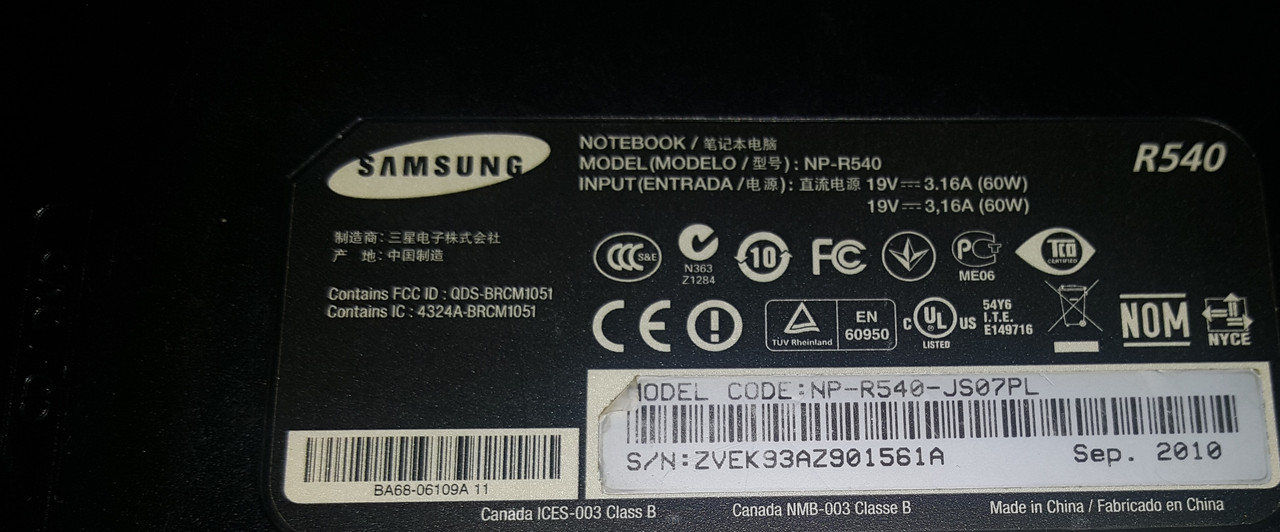 SAMSUNG
NOTEBOOK / 笔记本电脑
MODEL(MODELO / 型号) : NP-R540
INPUT(ENTRADA / 电源) : 直流电源 19V⎓3.16A (60W)
19V⎓3,16A (60W)
R540
制造商: 三星电子株式会社
产 地: 中国制造
Contains FCC ID : QDS-BRCM1051
Contains IC : 4324A-BRCM1051
CCC S&E
N363
Z1284
10
FC
PCT
ME06
TCO
CERTIFIED
CE
TÜV Rheinland
EN
60950
C UL US
LISTED
54Y6
I.T.E.
E149716
NOM
NYCE
ODEL CODE:NP-R540-JS07PL
S/N:ZVEK93AZ901561A
Sep. 2010
BA68-06109A 11
Canada ICES-003 Class B
Canada NMB-003 Classe B
Made in China / Fabricado en China